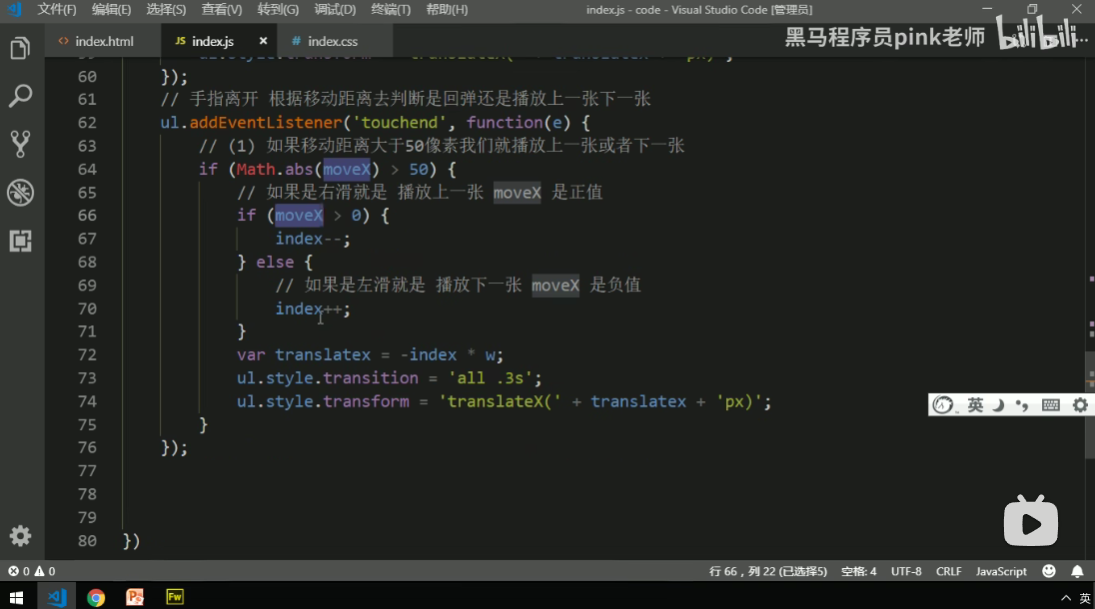 文件(F) 编辑(E) 选择(S) 查看(V) 转到(G) 调试(D) 终端(T) 帮助(H) index.js - code - Visual Studio Code [管理员]
<> index.html JS index.js × # index.css
黑马程序员pink老师 bilibili
60 });
61 // 手指离开 根据移动距离去判断是回弹还是播放上一张下一张
62 ul.addEventListener('touchend', function(e) {
63 // (1) 如果移动距离大于50像素我们就播放上一张或者下一张
64 if (Math.abs(moveX) > 50) {
65 // 如果是右滑就是 播放上一张 moveX 是正值
66 if (moveX > 0) {
67 index--;
68 } else {
69 // 如果是左滑就是 播放下一张 moveX 是负值
70 index++;
71 }
72 var translatex = -index * w;
73 ul.style.transition = 'all .3s';
74 ul.style.transform = 'translateX(' + translatex + 'px)';
75 }
76 });
77
78
79
80 })
英
0 0 行 66，列 22 (已选择5) 空格: 4 UTF-8 CRLF JavaScript
Fw 英